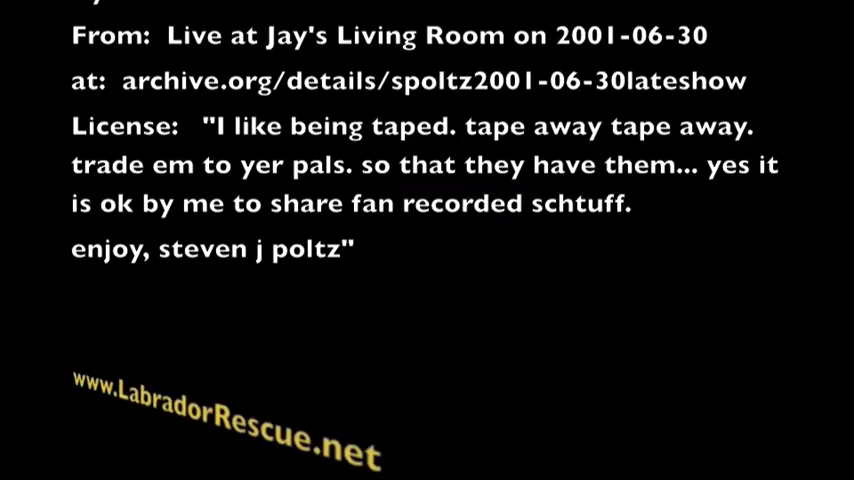 From: Live at Jay's Living Room on 2001-06-30
at: archive.org/details/spoltz2001-06-30lateshow
License: "I like being taped. tape away tape away.
trade em to yer pals. so that they have them... yes it
is ok by me to share fan recorded schtuff.
enjoy, steven j poltz"
www.LabradorRescue.net